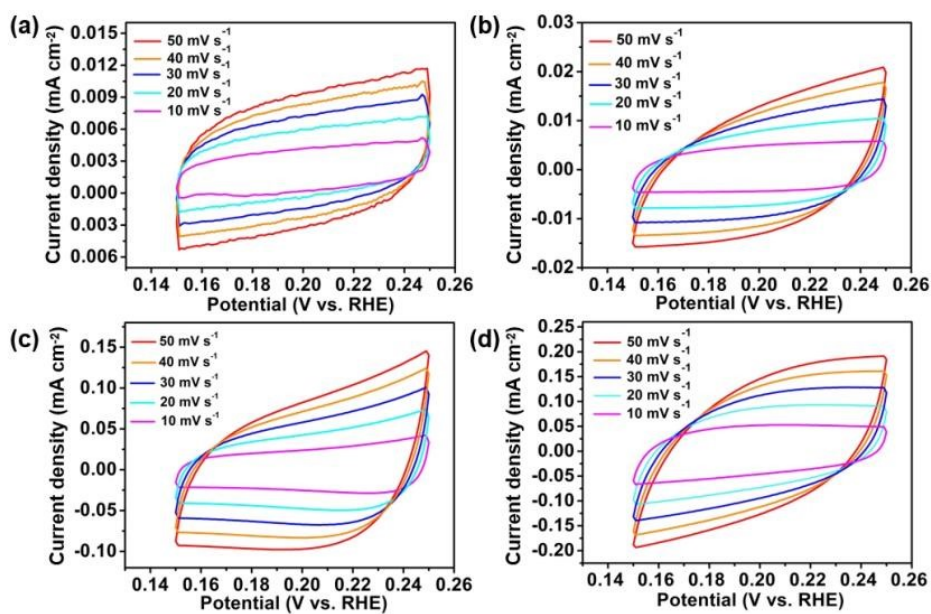 (a)
50 mV s⁻¹
40 mV s⁻¹
30 mV s⁻¹
20 mV s⁻¹
10 mV s⁻¹
Current density (mA cm⁻²)
0.015
0.012
0.009
0.006
0.003
0.000
0.003
0.006
0.14 0.16 0.18 0.20 0.22 0.24 0.26
Potential (V vs. RHE)
(b)
50 mV s⁻¹
40 mV s⁻¹
30 mV s⁻¹
20 mV s⁻¹
10 mV s⁻¹
Current density (mA cm⁻²)
0.03
0.02
0.01
0.00
-0.01
-0.02
0.14 0.16 0.18 0.20 0.22 0.24 0.26
Potential (V vs. RHE)
(c)
50 mV s⁻¹
40 mV s⁻¹
30 mV s⁻¹
20 mV s⁻¹
10 mV s⁻¹
Current density (mA cm⁻²)
0.15
0.10
0.05
0.00
-0.05
-0.10
0.14 0.16 0.18 0.20 0.22 0.24 0.26
Potential (V vs. RHE)
(d)
50 mV s⁻¹
40 mV s⁻¹
30 mV s⁻¹
20 mV s⁻¹
10 mV s⁻¹
Current density (mA cm⁻²)
0.25
0.20
0.15
0.10
0.05
0.00
-0.05
-0.10
-0.15
-0.20
0.14 0.16 0.18 0.20 0.22 0.24 0.26
Potential (V vs. RHE)